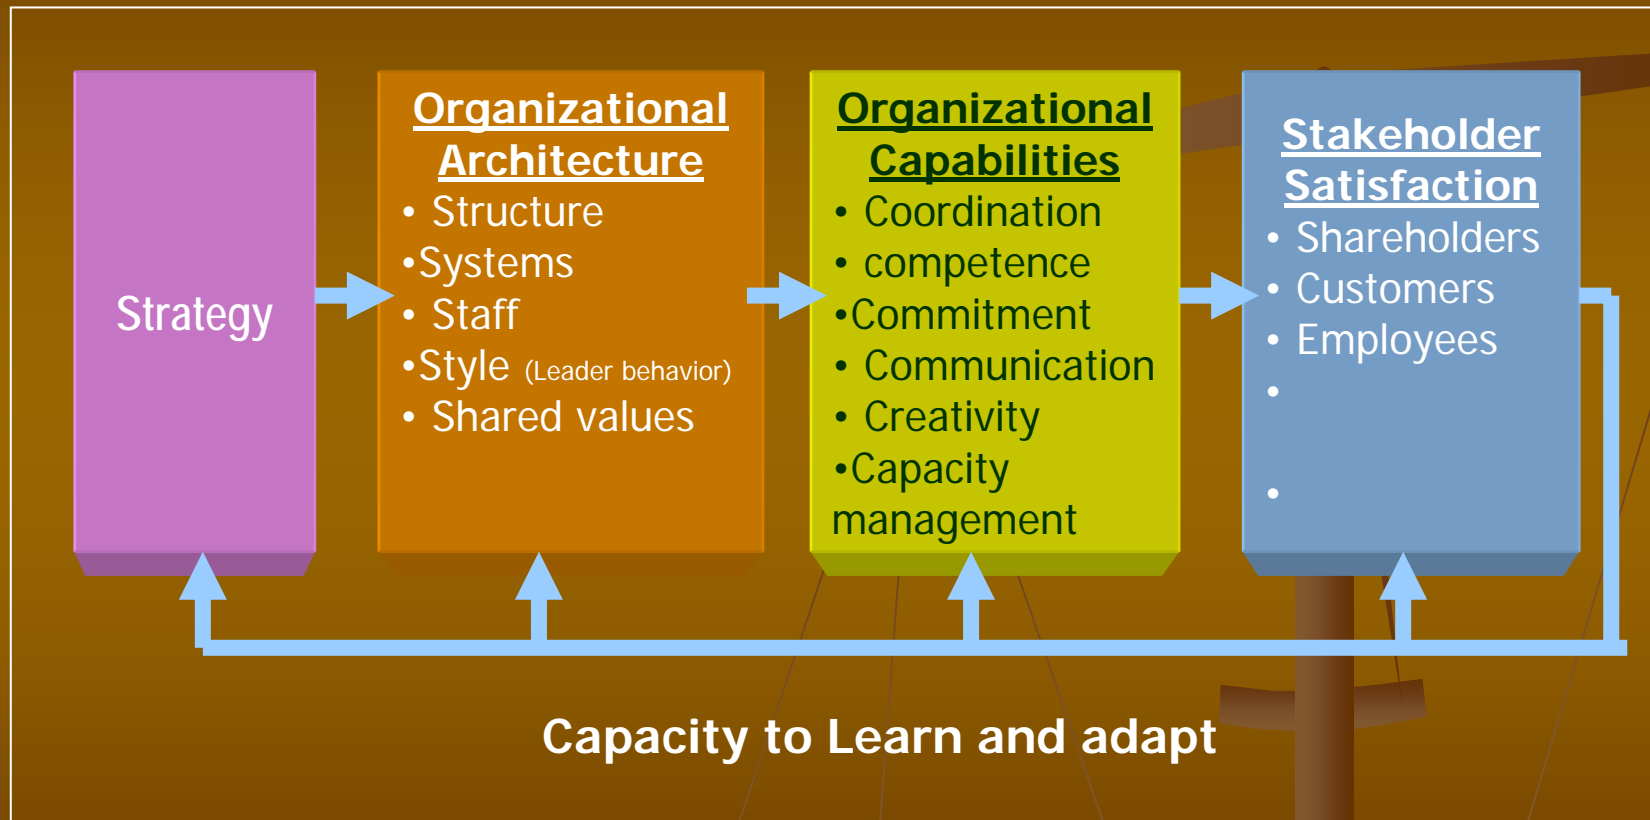 Strategy
Organizational
Architecture
• Structure
•Systems
• Staff
•Style (Leader behavior)
• Shared values
Organizational
Capabilities
• Coordination
• competence
•Commitment
• Communication
• Creativity
•Capacity
management
Stakeholder
Satisfaction
• Shareholders
• Customers
• Employees
•
•
Capacity to Learn and adapt